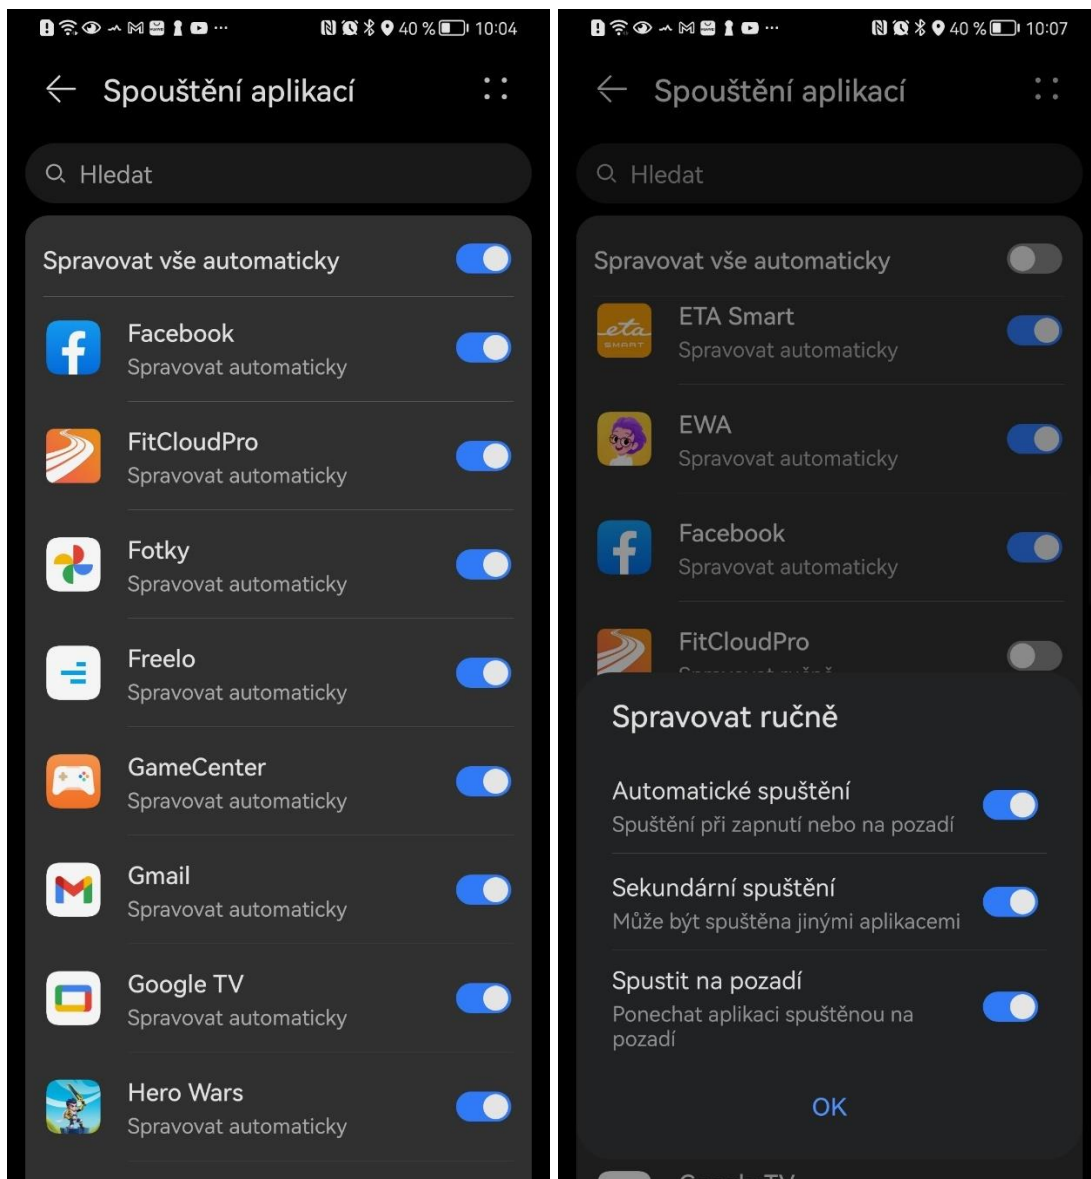 40 % 10:04
Spouštění aplikací
Hledat
Spravovat vše automaticky
Facebook
Spravovat automaticky
FitCloudPro
Spravovat automaticky
Fotky
Spravovat automaticky
Freelo
Spravovat automaticky
GameCenter
Spravovat automaticky
Gmail
Spravovat automaticky
Google TV
Spravovat automaticky
Hero Wars
Spravovat automaticky
40 % 10:07
Spouštění aplikací
Hledat
Spravovat vše automaticky
eta
SMART
ETA Smart
Spravovat automaticky
EWA
Spravovat automaticky
Facebook
Spravovat automaticky
FitCloudPro
Spravovat ručně
Spravovat ručně
Automatické spuštění
Spuštění při zapnutí nebo na pozadí
Sekundární spuštění
Může být spuštěna jinými aplikacemi
Spustit na pozadí
Ponechat aplikaci spuštěnou na
pozadí
OK
Google TV